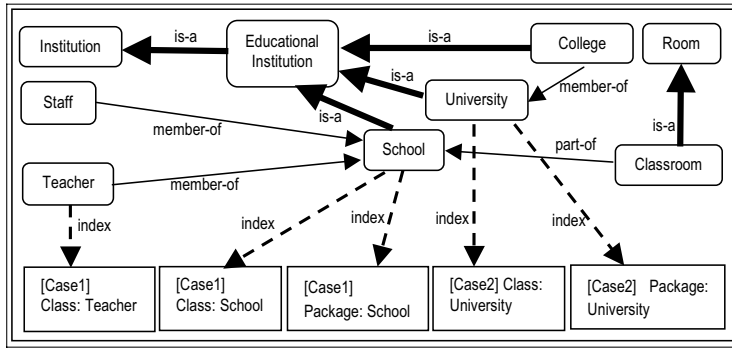 Institution
is-a
Educational
Institution
is-a
College
Room
is-a
University
member-of
Staff
member-of
is-a
is-a
School
part-of
Classroom
Teacher
member-of
index
index
index
index
index
[Case1]
Class: Teacher
[Case1]
Class: School
[Case1]
Package: School
[Case2] Class:
University
[Case2] Package:
University